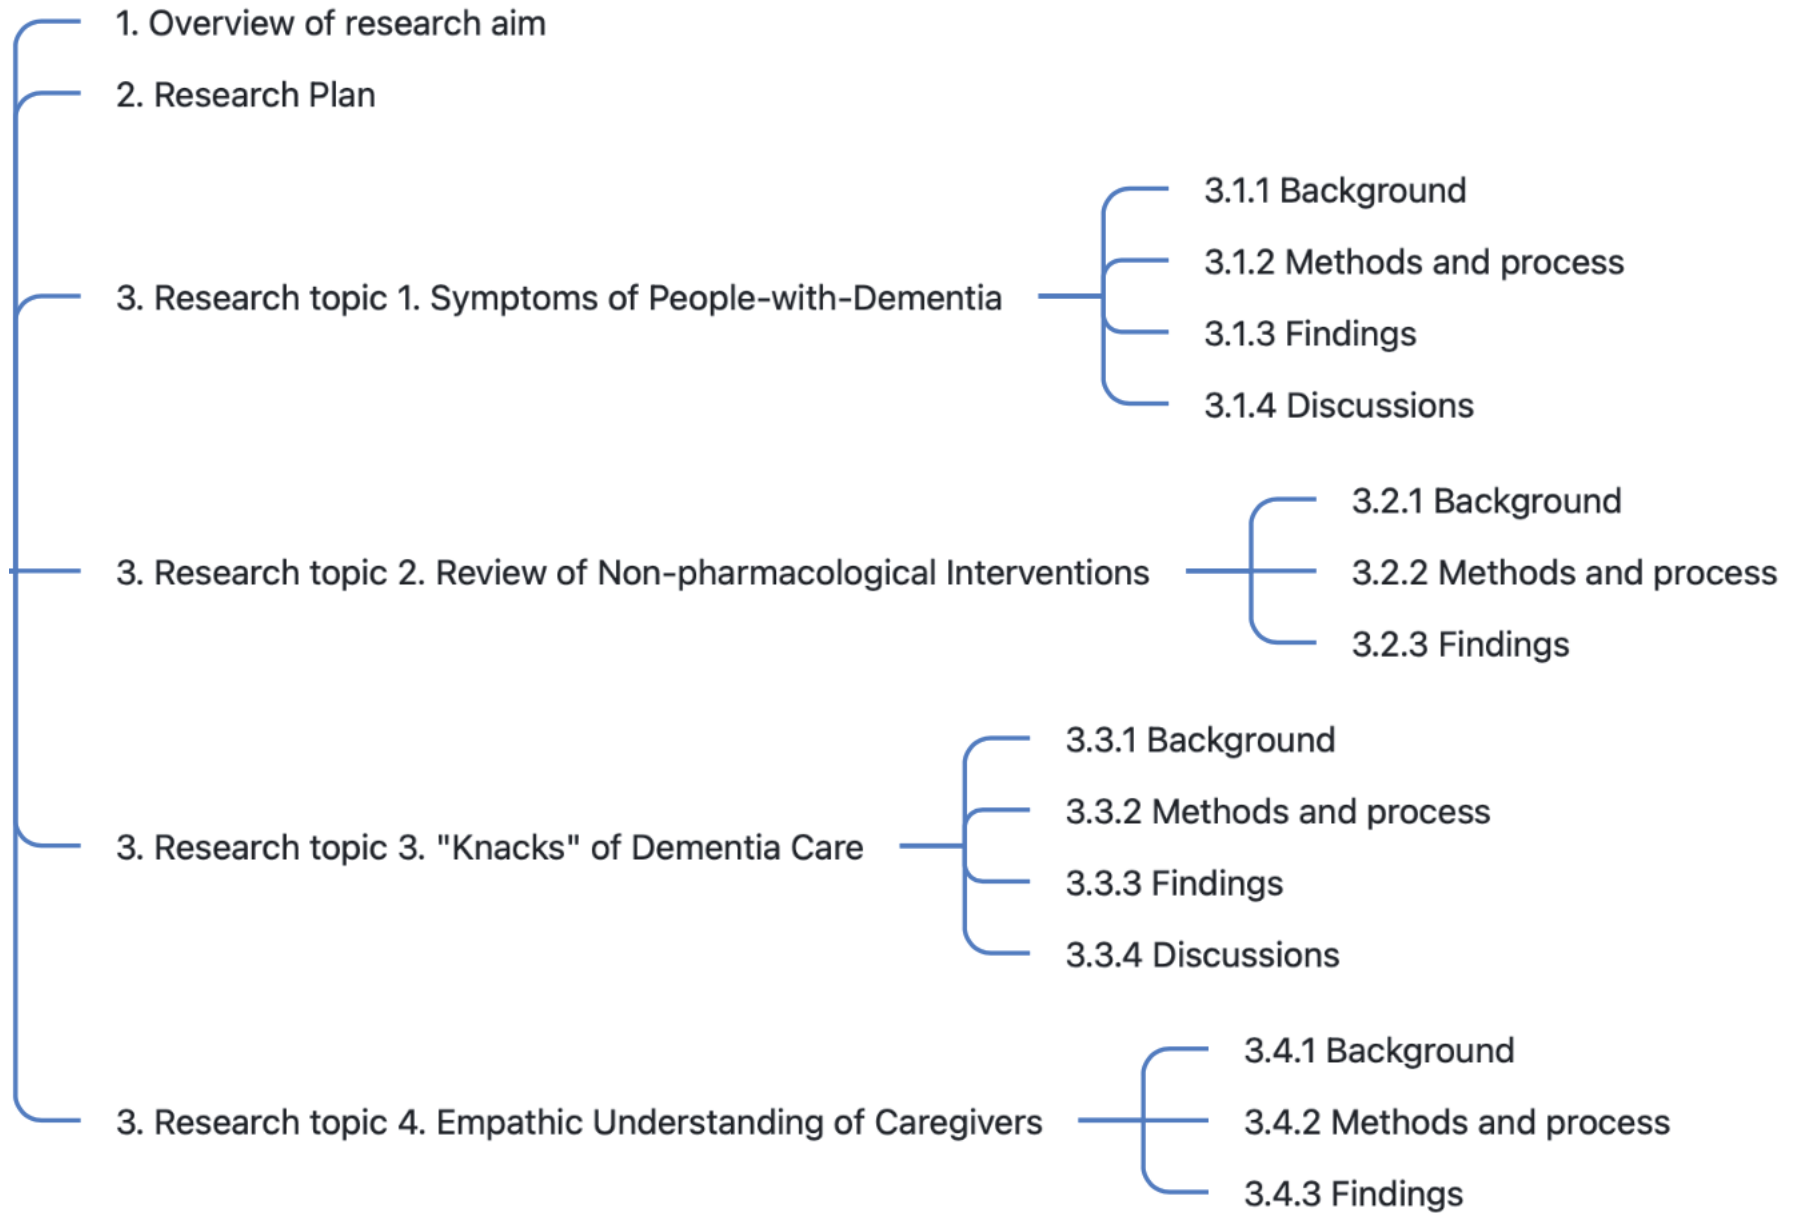 1. Overview of research aim
2. Research Plan
3. Research topic 1. Symptoms of People-with-Dementia
3.1.1 Background
3.1.2 Methods and process
3.1.3 Findings
3.1.4 Discussions
3. Research topic 2. Review of Non-pharmacological Interventions
3.2.1 Background
3.2.2 Methods and process
3.2.3 Findings
3. Research topic 3. "Knacks" of Dementia Care
3.3.1 Background
3.3.2 Methods and process
3.3.3 Findings
3.3.4 Discussions
3. Research topic 4. Empathic Understanding of Caregivers
3.4.1 Background
3.4.2 Methods and process
3.4.3 Findings